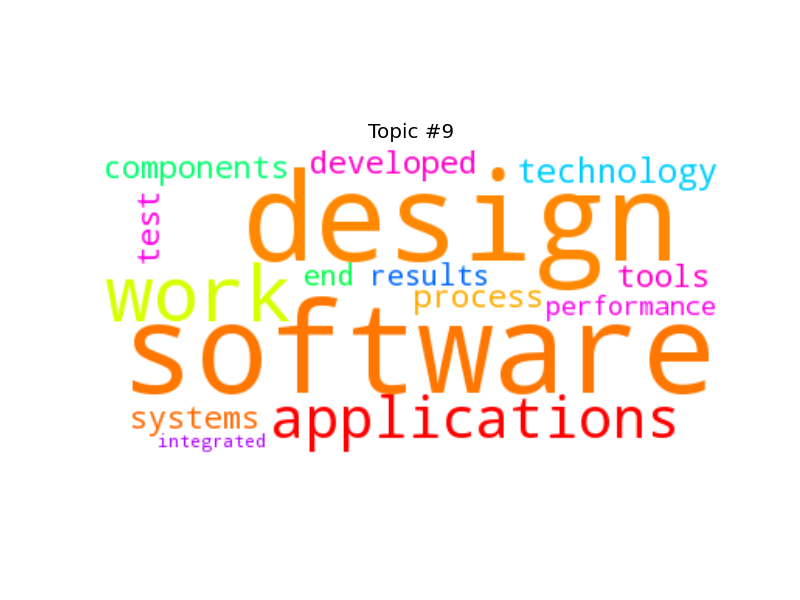 Topic #9
components developed technology
test
design
work end results tools
process performance
software
systems applications
integrated